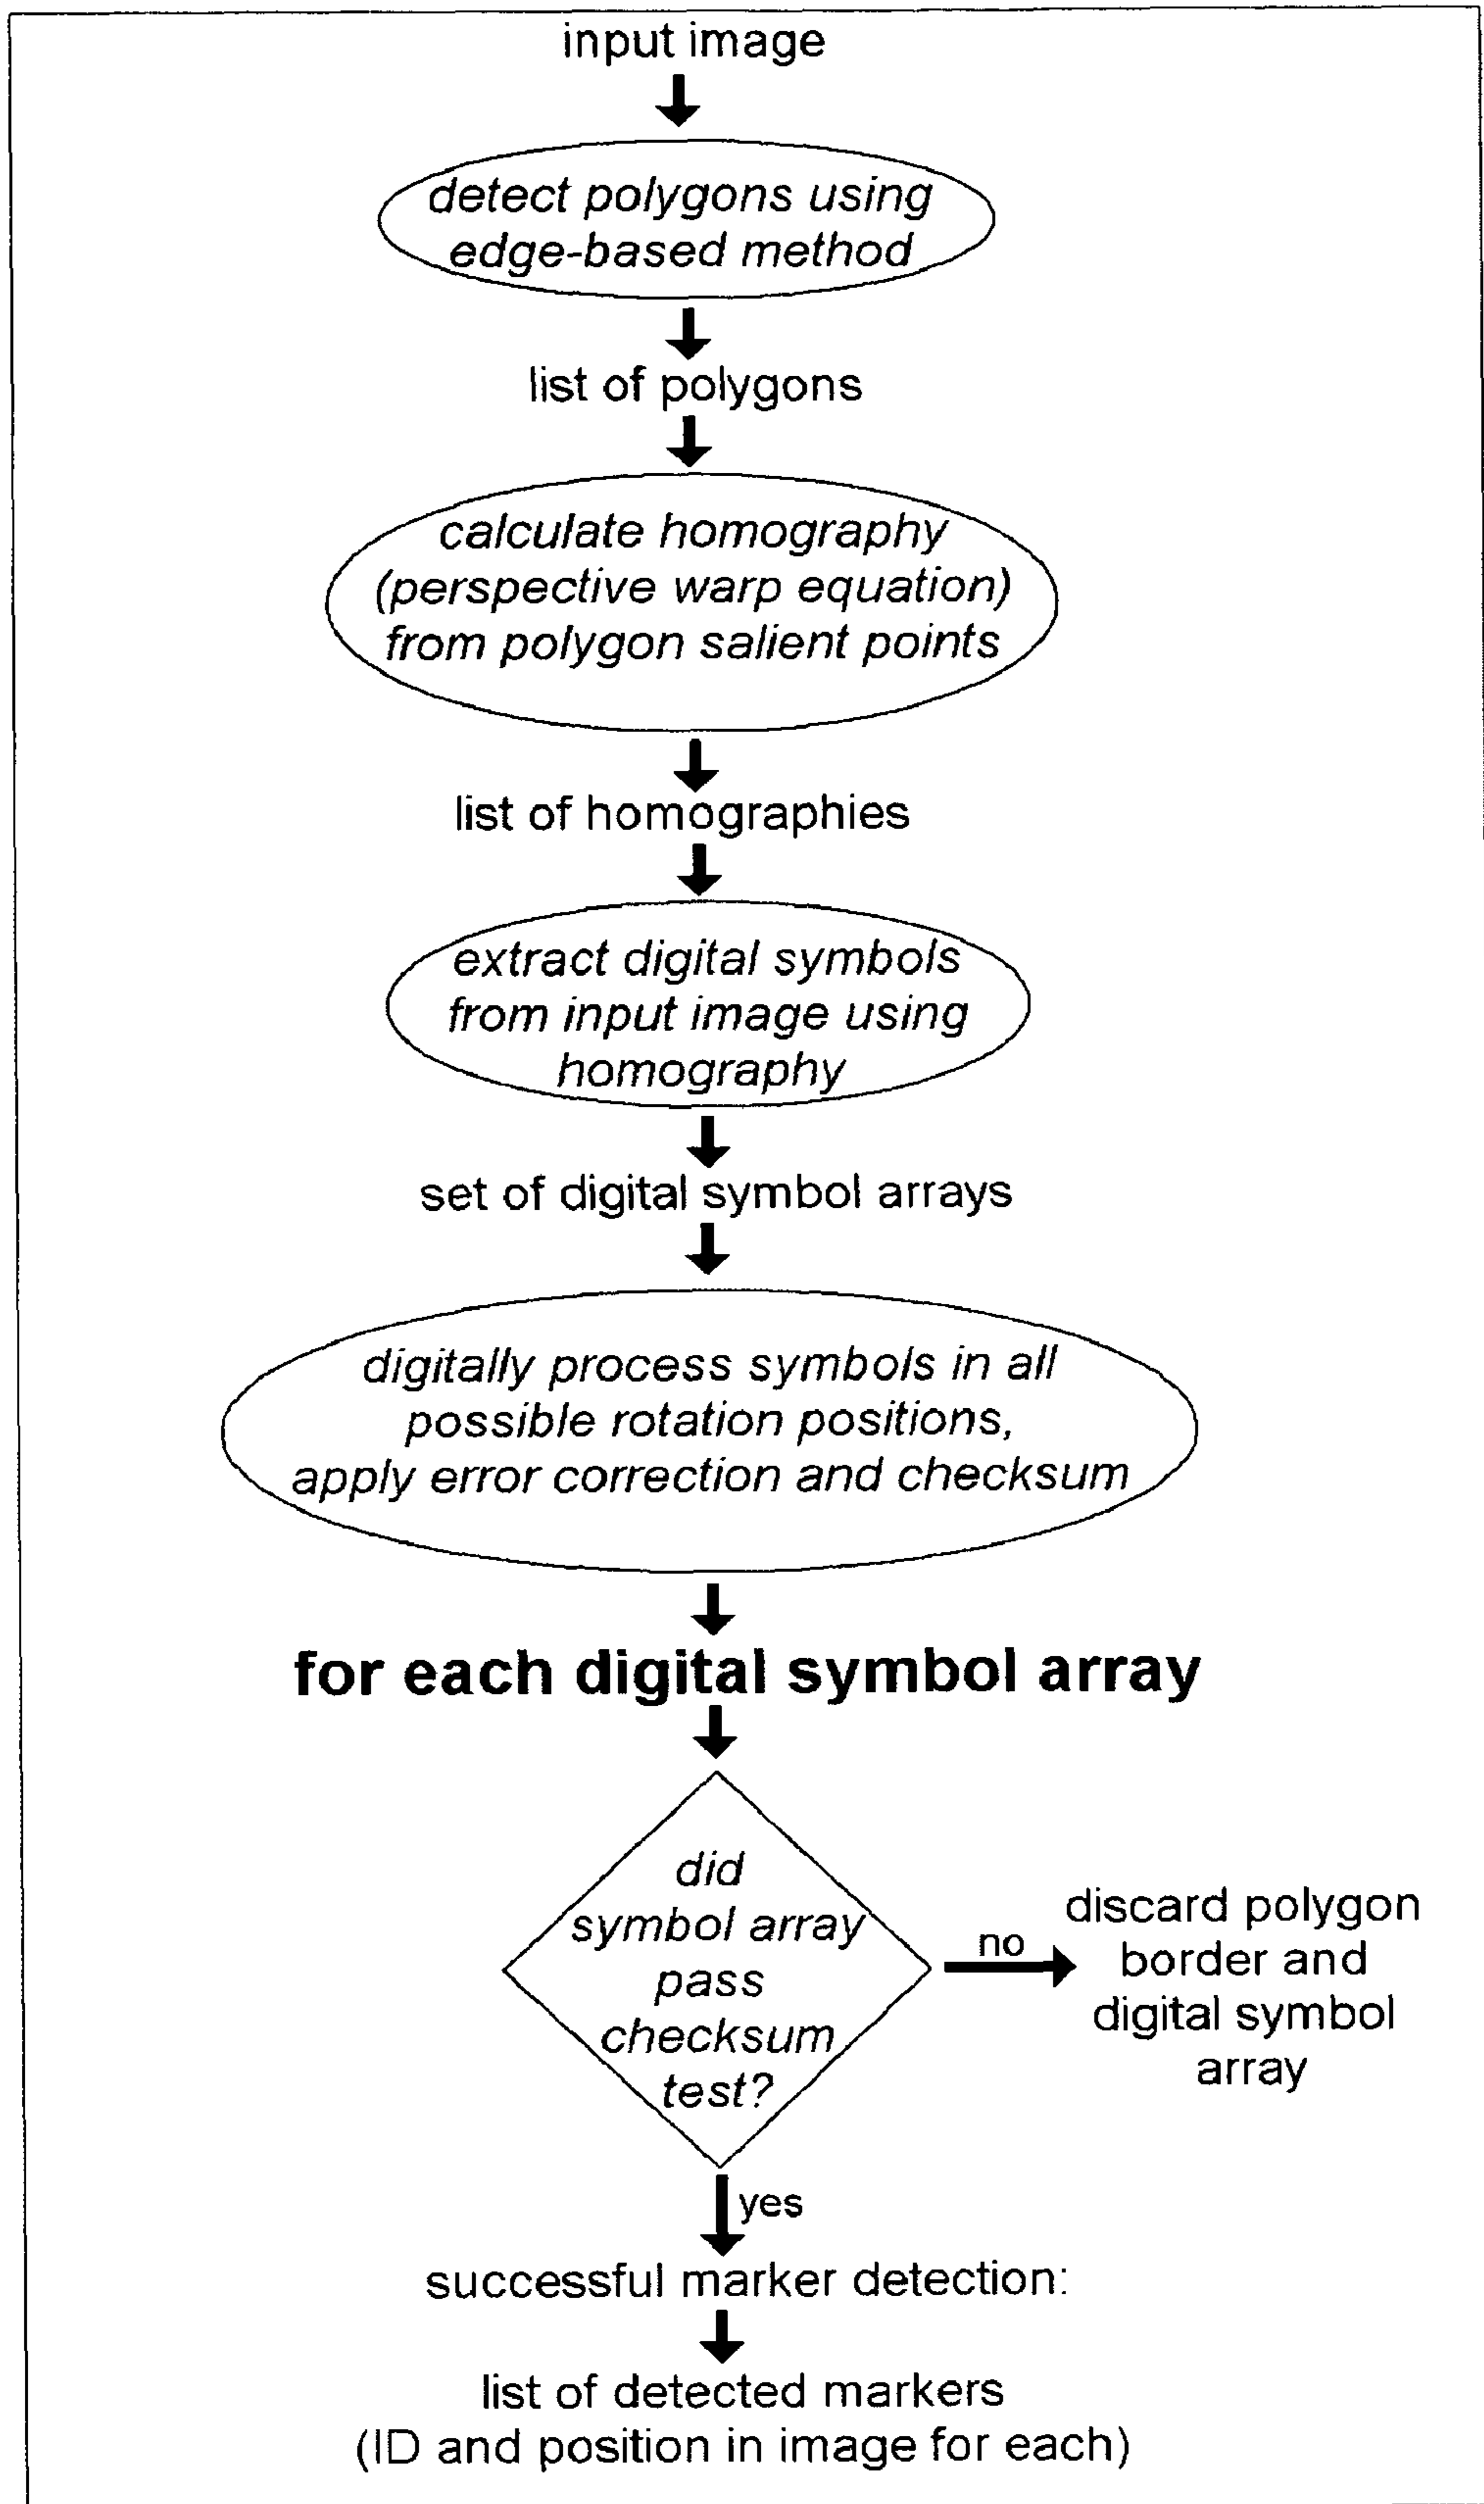 input image
detect polygons using
edge-based method
list of polygons
calculate homography
(perspective warp equation)
from polygon salient points
list of homographies
extract digital symbols
from input image using
homography
set of digital symbol arrays
digitally process symbols in all
possible rotation positions,
apply error correction and checksum
for each digital symbol array
did
symbol array
pass
checksum
test?
no
discard polygon
border and
digital symbol
array
yes
successful marker detection:
list of detected markers
(ID and position in image for each)